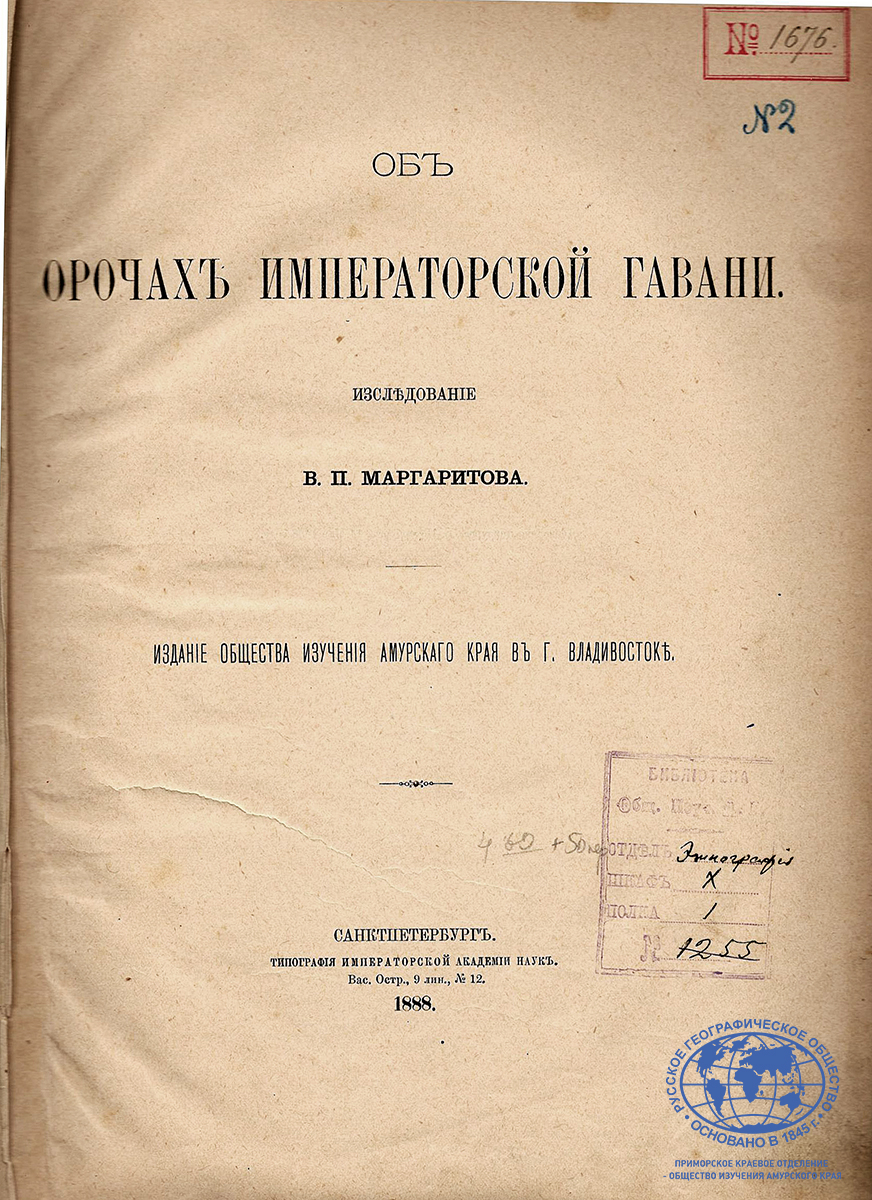 № 1676.
№2
ОБЪ
ОРОЧАХЪ ИМПЕРАТОРСКОЙ ГАВАНИ.
ИЗСЛѢДОВАНІЕ
В. П. МАРГАРИТОВА.
ИЗДАНІЕ ОБЩЕСТВА ИЗУЧЕНІЯ АМУРСКАГО КРАЯ ВЪ Г. ВЛАДИВОСТОКѢ.
БИБЛІОТЕКА
Общ.
ОТДѢЛЪ Этнографія
ШКАФЪ X
ПОЛКА 1
№ 1255
САНКТПЕТЕРБУРГЪ.
ТИПОГРАФІЯ ИМПЕРАТОРСКОЙ АКАДЕМІИ НАУКЪ.
Вас. Остр., 9 лин., № 12.
1888.
РУССКОЕ ГЕОГРАФИЧЕСКОЕ ОБЩЕСТВО
ОСНОВАНО В 1845 г.
ПРИМОРСКОЕ КРАЕВОЕ ОТДЕЛЕНИЕ
- ОБЩЕСТВО ИЗУЧЕНИЯ АМУРСКОГО КРАЯ